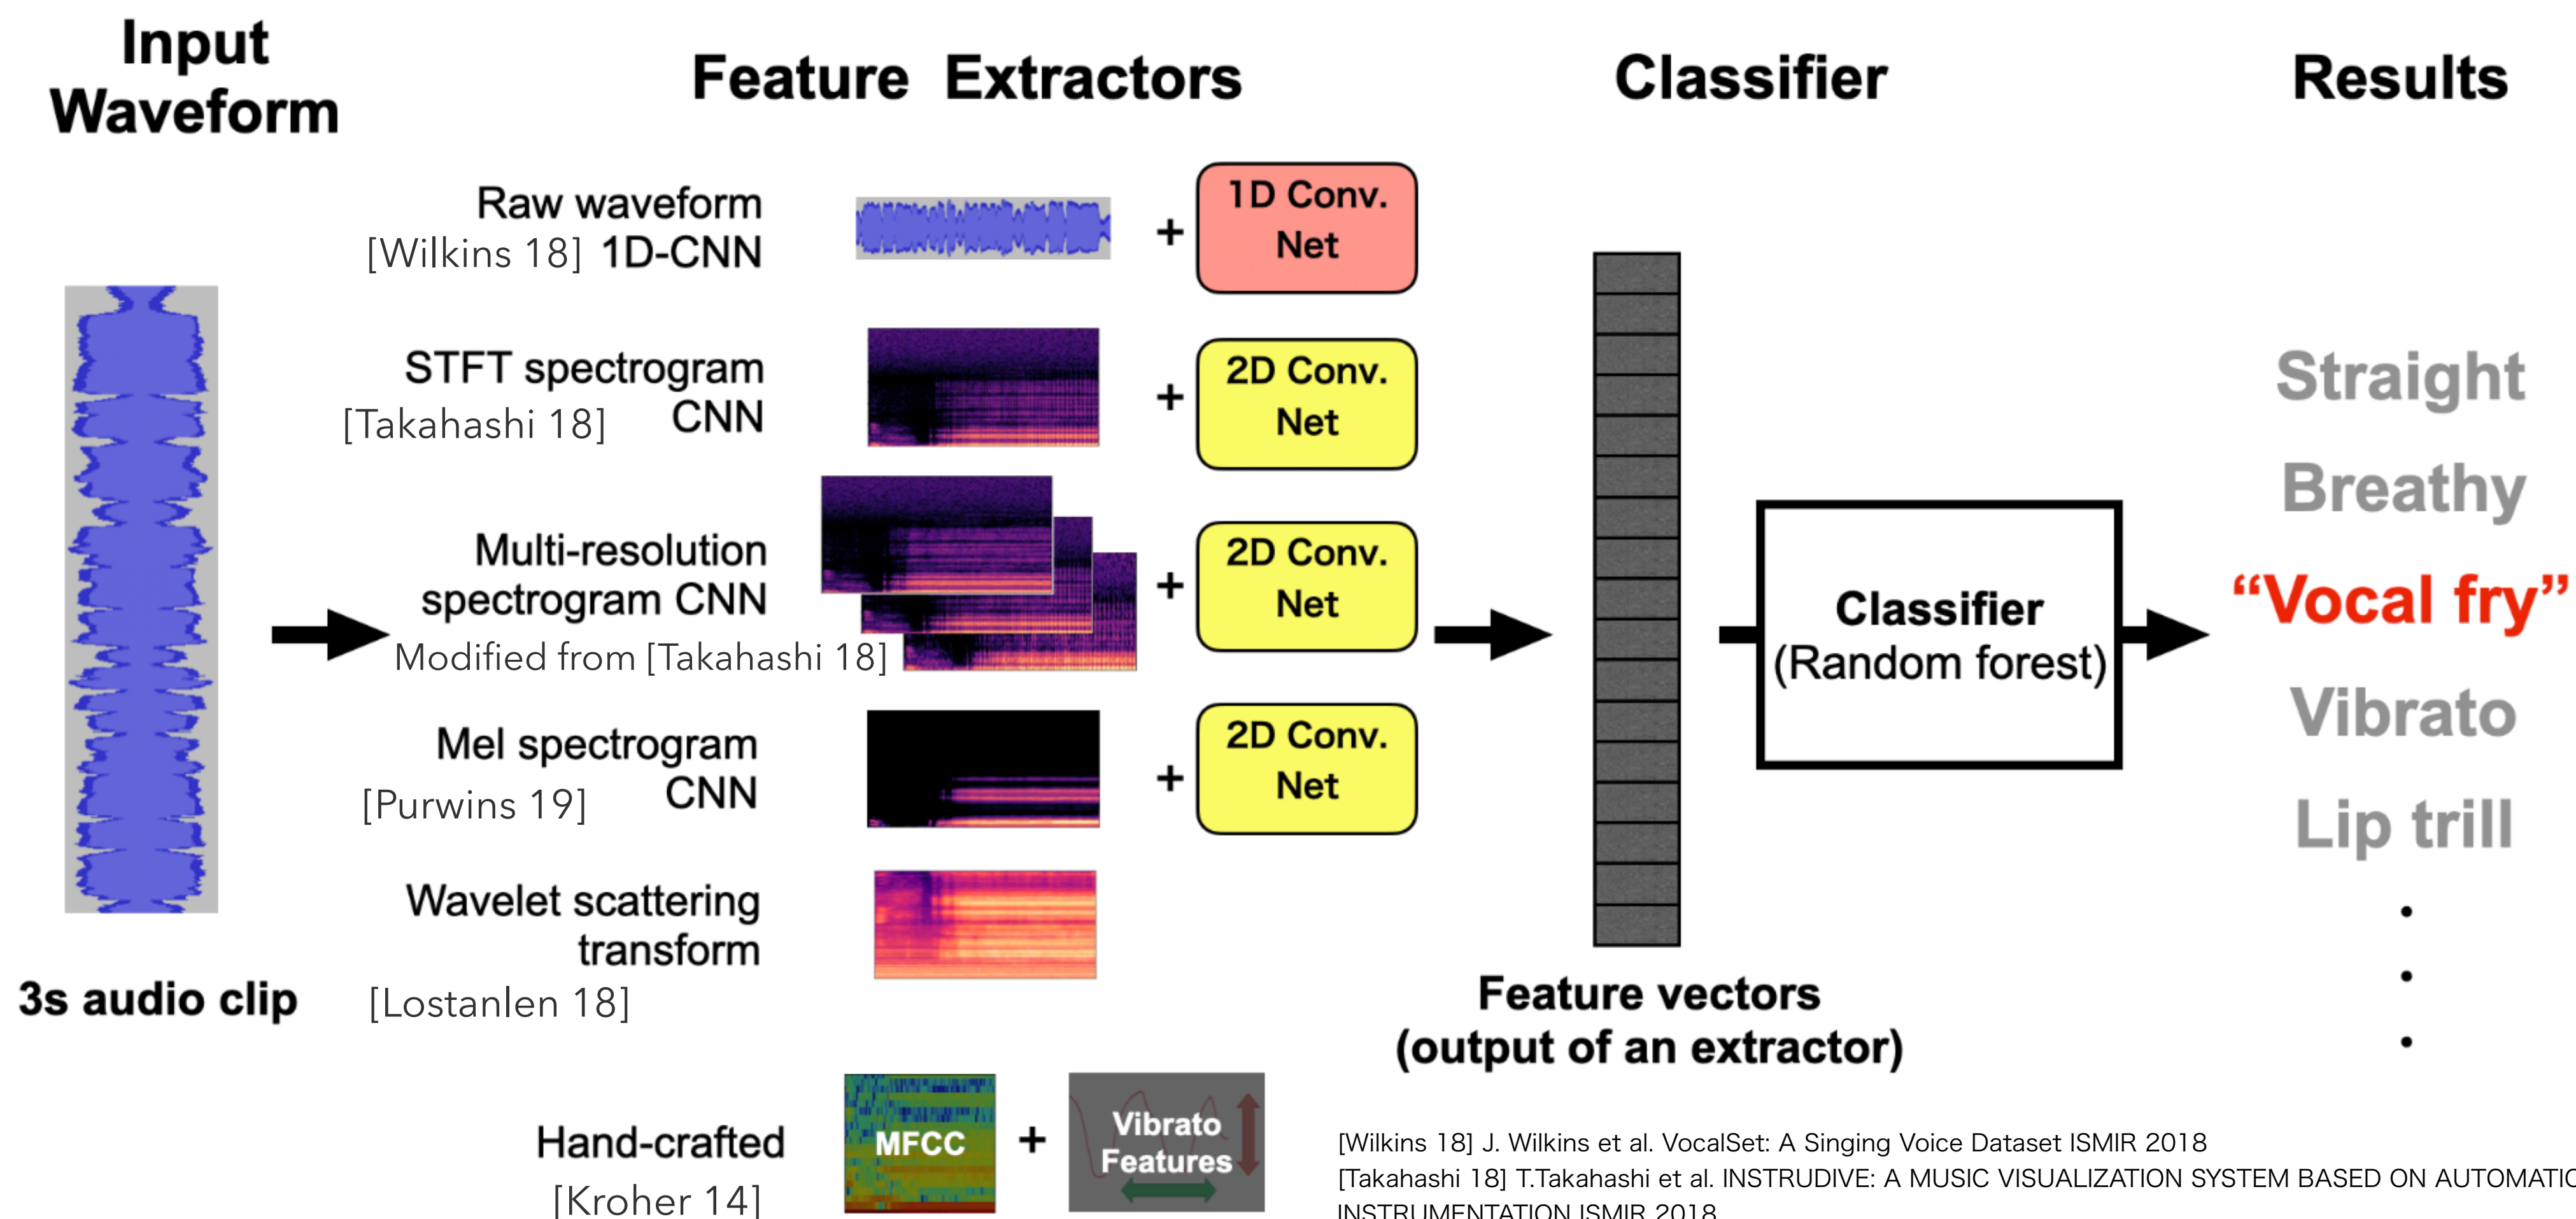 Input
Waveform
Feature Extractors
Classifier
Results
3s audio clip
Raw waveform
[Wilkins 18] 1D-CNN
+
1D Conv.
Net
STFT spectrogram
[Takahashi 18] CNN
+
2D Conv.
Net
Multi-resolution
spectrogram CNN
Modified from [Takahashi 18]
+
2D Conv.
Net
Mel spectrogram
[Purwins 19] CNN
+
2D Conv.
Net
Wavelet scattering
transform
[Lostanlen 18]
Hand-crafted
[Kroher 14]
MFCC
+
Vibrato
Features
Feature vectors
(output of an extractor)
Classifier
(Random forest)
Straight
Breathy
“Vocal fry”
Vibrato
Lip trill
[Wilkins 18] J. Wilkins et al. VocalSet: A Singing Voice Dataset ISMIR 2018
[Takahashi 18] T.Takahashi et al. INSTRUDIVE: A MUSIC VISUALIZATION SYSTEM BASED ON AUTOMATIC
INSTRUMENTATION ISMIR 2018